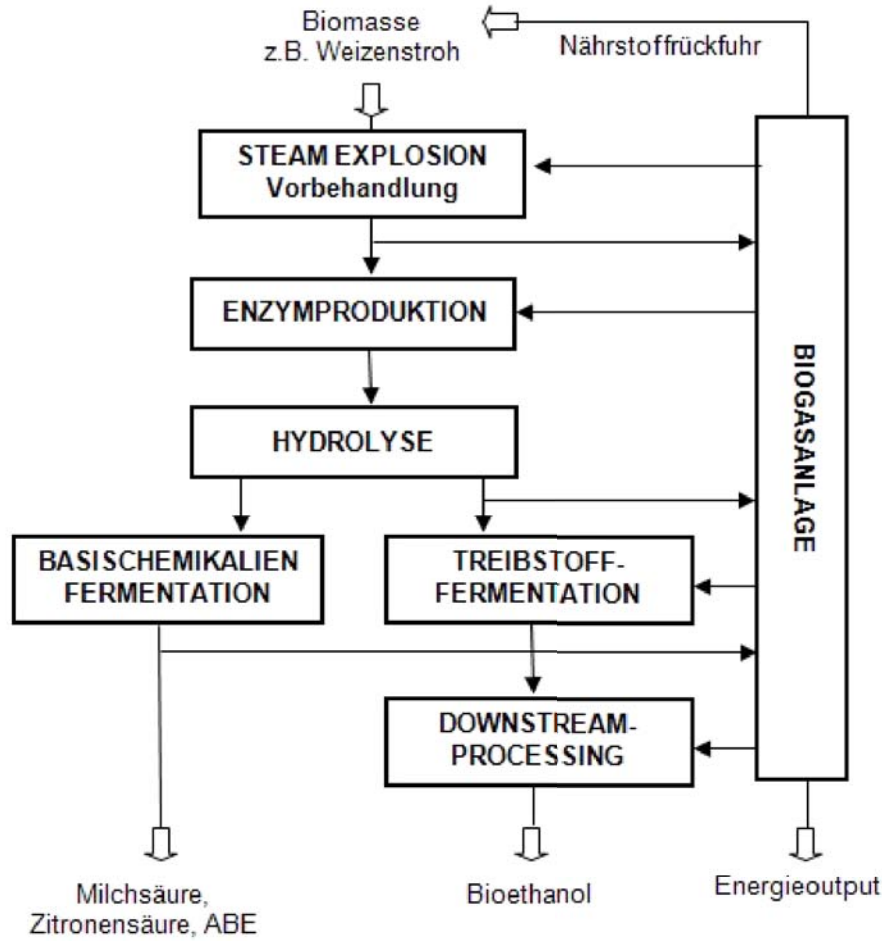 Biomasse
z.B. Weizenstroh
Nährstoffrückfuhr
STEAM EXPLOSION
Vorbehandlung
ENZYMPRODUKTION
HYDROLYSE
BIOGASANLAGE
BASISCHEMIKALIEN
FERMENTATION
TREIBSTOFF-
FERMENTATION
DOWNSTREAM-
PROCESSING
Milchsäure,
Zitronensäure, ABE
Bioethanol
Energieoutput